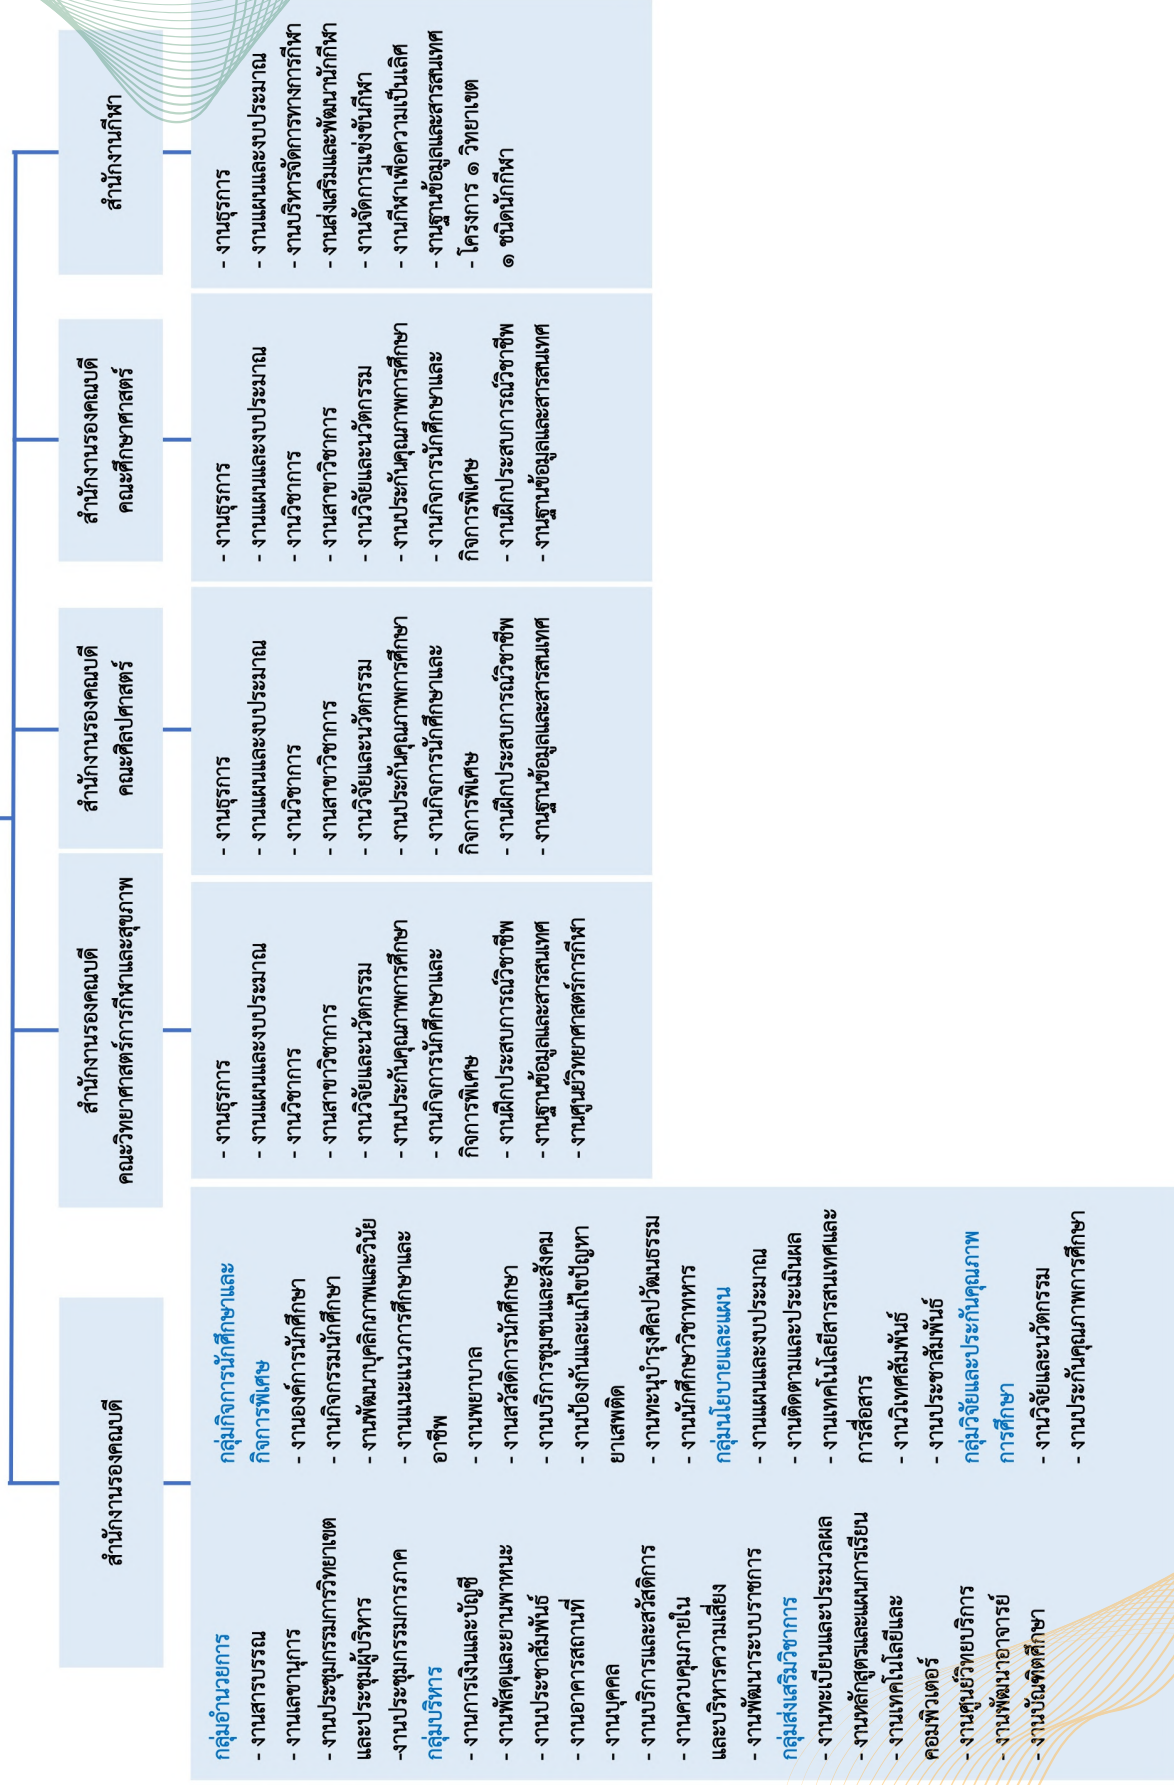 สำนักงานรองคณบดี
กลุ่มอำนวยการ
- งานสารบรรณ
- งานเลขานุการ
- งานประชุมกรรมการวิทยาเขต
และประชุมผู้บริหาร
-งานประชุมกรรมการภาค
กลุ่มบริหาร
- งานการเงินและบัญชี
- งานพัสดุและยานพาหนะ
- งานประชาสัมพันธ์
- งานอาคารสถานที่
- งานบุคคล
- งานบริการและสวัสดิการ
- งานควบคุมภายใน
และบริหารความเสี่ยง
- งานพัฒนาระบบราชการ
กลุ่มส่งเสริมวิชาการ
- งานทะเบียนและประมวลผล
- งานหลักสูตรและแผนการเรียน
- งานเทคโนโลยีและ
คอมพิวเตอร์
- งานศูนย์วิทยบริการ
- งานพัฒนาอาจารย์
- งานบัณฑิตศึกษา
กลุ่มกิจการนักศึกษาและ
กิจการพิเศษ
- งานองค์การนักศึกษา
- งานกิจกรรมนักศึกษา
- งานพัฒนาบุคลิกภาพและวินัย
- งานแนะแนวการศึกษาและ
อาชีพ
- งานพยาบาล
- งานสวัสดิการนักศึกษา
- งานบริการชุมชนและสังคม
- งานป้องกันและแก้ไขปัญหา
ยาเสพติด
- งานทะนุบำรุงศิลปวัฒนธรรม
- งานนักศึกษาวิชาทหาร
กลุ่มนโยบายและแผน
- งานแผนและงบประมาณ
- งานติดตามและประเมินผล
- งานเทคโนโลยีสารสนเทศและ
การสื่อสาร
- งานวิเทศสัมพันธ์
- งานประชาสัมพันธ์
กลุ่มวิจัยและประกันคุณภาพ
การศึกษา
- งานวิจัยและนวัตกรรม
- งานประกันคุณภาพการศึกษา
สำนักงานรองคณบดี
คณะวิทยาศาสตร์การกีฬาและสุขภาพ
- งานธุรการ
- งานแผนและงบประมาณ
- งานวิชาการ
- งานสาขาวิชาการ
- งานวิจัยและนวัตกรรม
- งานประกันคุณภาพการศึกษา
- งานกิจการนักศึกษาและ
กิจการพิเศษ
- งานฝึกประสบการณ์วิชาชีพ
- งานฐานข้อมูลและสารสนเทศ
- งานศูนย์วิทยาศาสตร์การกีฬา
สำนักงานรองคณบดี
คณะศิลปศาสตร์
- งานธุรการ
- งานแผนและงบประมาณ
- งานวิชาการ
- งานสาขาวิชาการ
- งานวิจัยและนวัตกรรม
- งานประกันคุณภาพการศึกษา
- งานกิจการนักศึกษาและ
กิจการพิเศษ
- งานฝึกประสบการณ์วิชาชีพ
- งานฐานข้อมูลและสารสนเทศ
สำนักงานรองคณบดี
คณะศึกษาศาสตร์
- งานธุรการ
- งานแผนและงบประมาณ
- งานวิชาการ
- งานสาขาวิชาการ
- งานวิจัยและนวัตกรรม
- งานประกันคุณภาพการศึกษา
- งานกิจการนักศึกษาและ
กิจการพิเศษ
- งานฝึกประสบการณ์วิชาชีพ
- งานฐานข้อมูลและสารสนเทศ
สำนักงานกีฬา
- งานธุรการ
- งานแผนและงบประมาณ
- งานบริหารจัดการทางการกีฬา
- งานส่งเสริมและพัฒนานักกีฬา
- งานจัดการแข่งขันกีฬา
- งานกีฬาเพื่อความเป็นเลิศ
- งานฐานข้อมูลและสารสนเทศ
- โครงการ ๑ วิทยาเขต
๑ ชนิดนักกีฬา